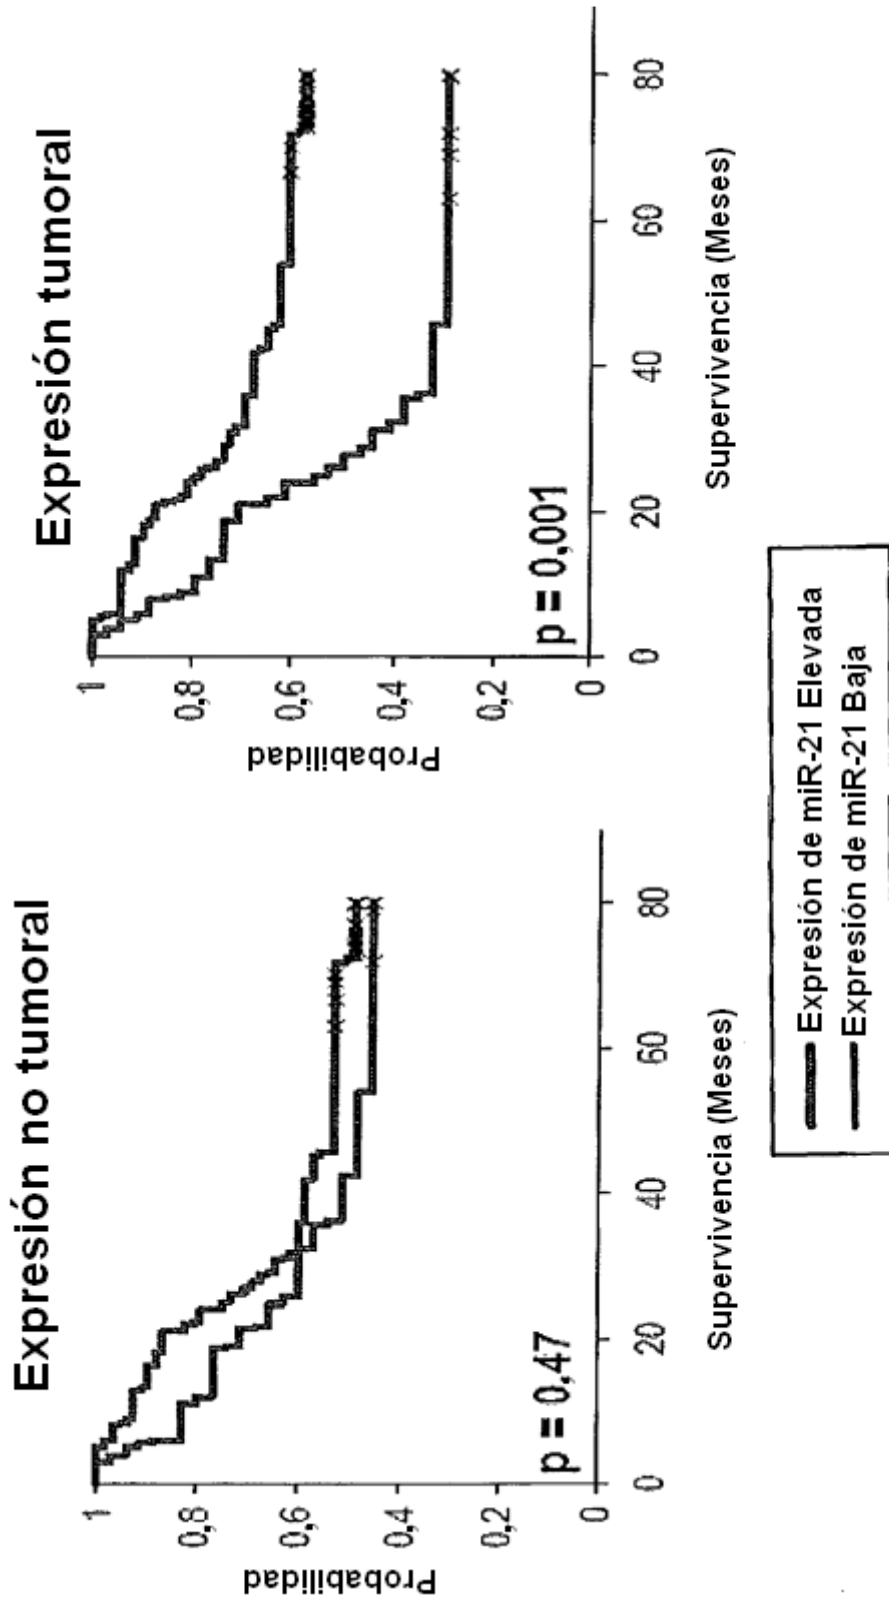 Expresión no tumoral
Probabilidad
1
0,8
0,6
0,4
0,2
0
p = 0,47
0
20
40
60
80
Supervivencia (Meses)
Expresión tumoral
Probabilidad
1
0,8
0,6
0,4
0,2
0
p = 0,001
0
20
40
60
80
Supervivencia (Meses)
Expresión de miR-21 Elevada
Expresión de miR-21 Baja